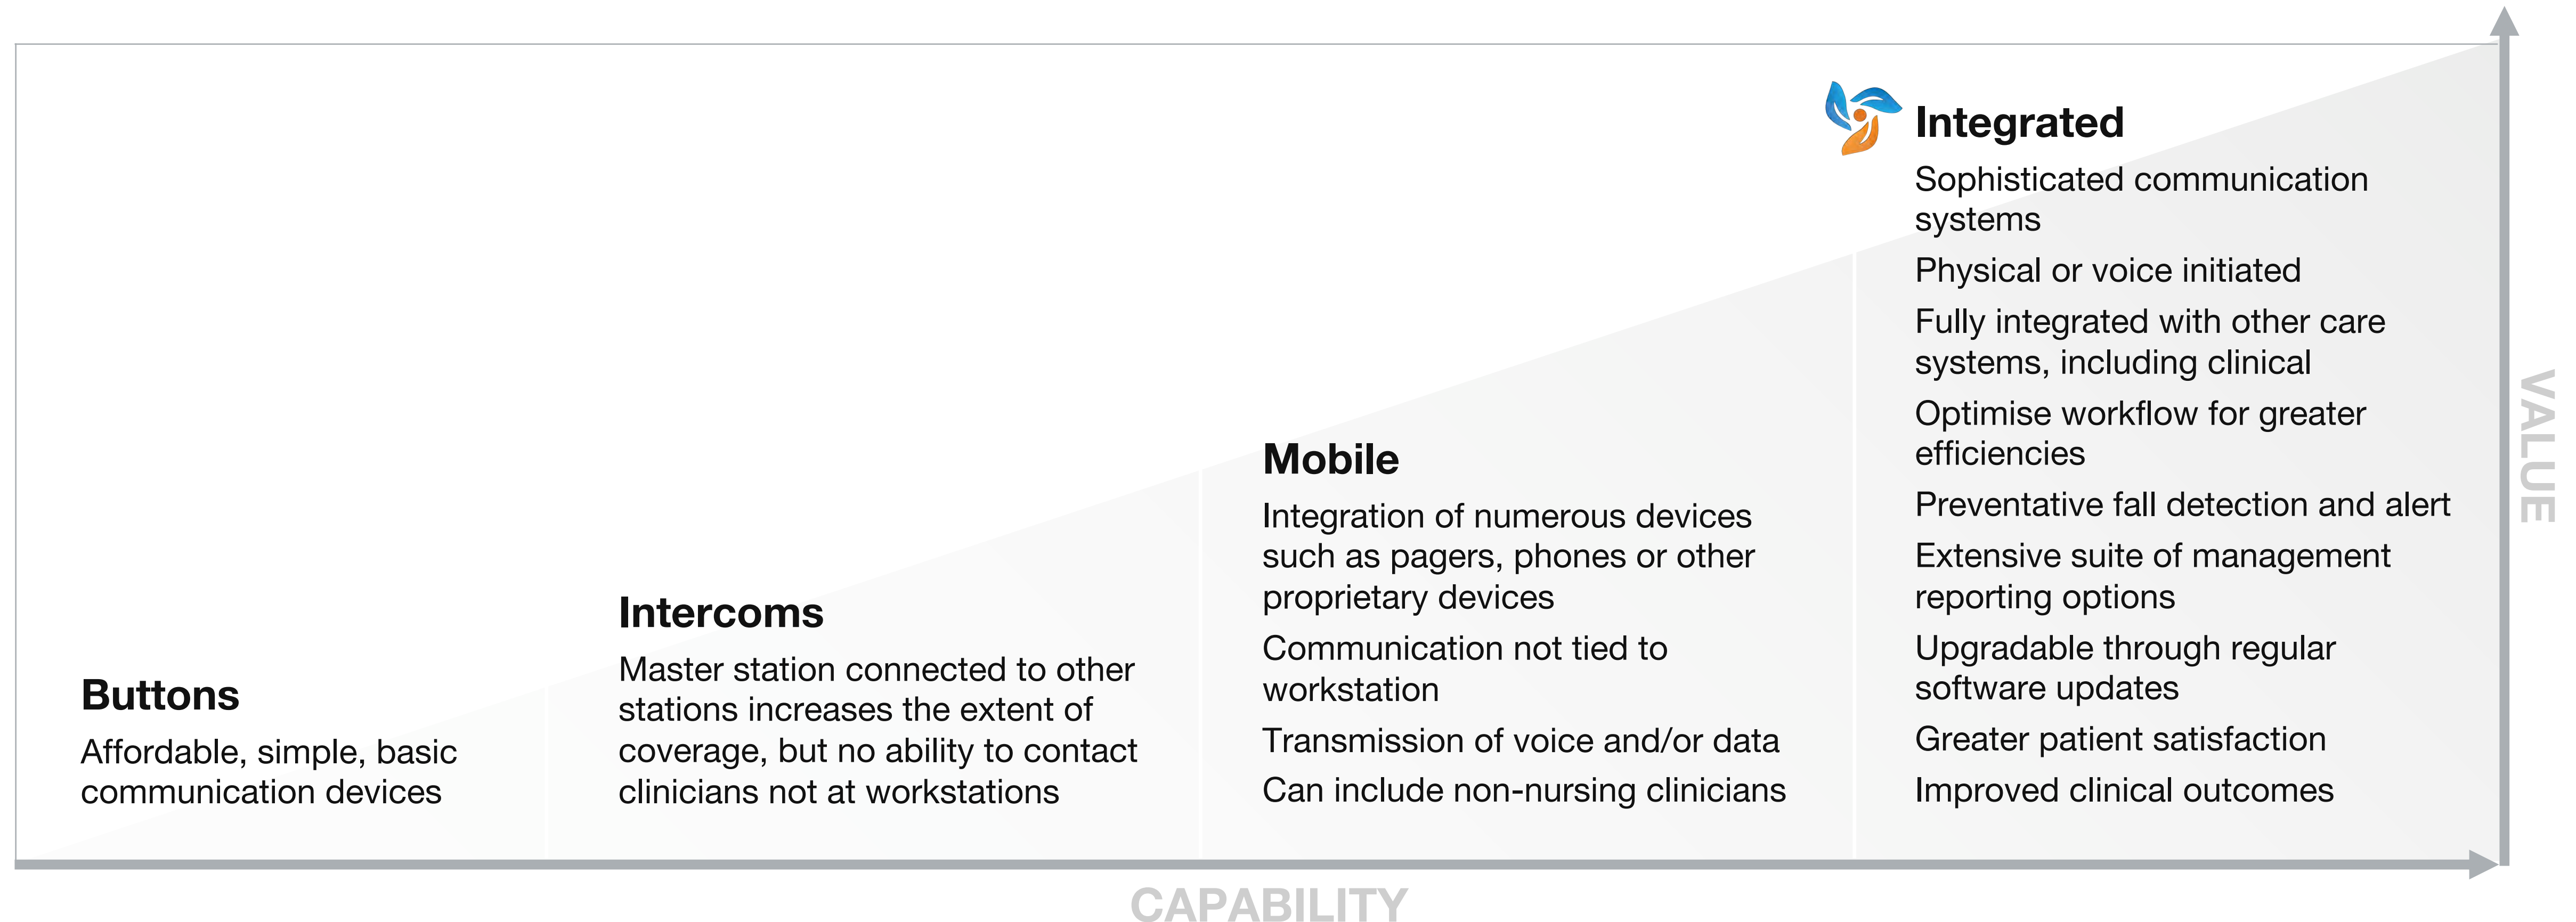 Buttons
Affordable, simple, basic
communication devices
Intercoms
Master station connected to other
stations increases the extent of
coverage, but no ability to contact
clinicians not at workstations
Mobile
Integration of numerous devices
such as pagers, phones or other
proprietary devices
Communication not tied to
workstation
Transmission of voice and/or data
Can include non-nursing clinicians
Integrated
Sophisticated communication
systems
Physical or voice initiated
Fully integrated with other care
systems, including clinical
Optimise workflow for greater
efficiencies
Preventative fall detection and alert
Extensive suite of management
reporting options
Upgradable through regular
software updates
Greater patient satisfaction
Improved clinical outcomes
VALUE
CAPABILITY